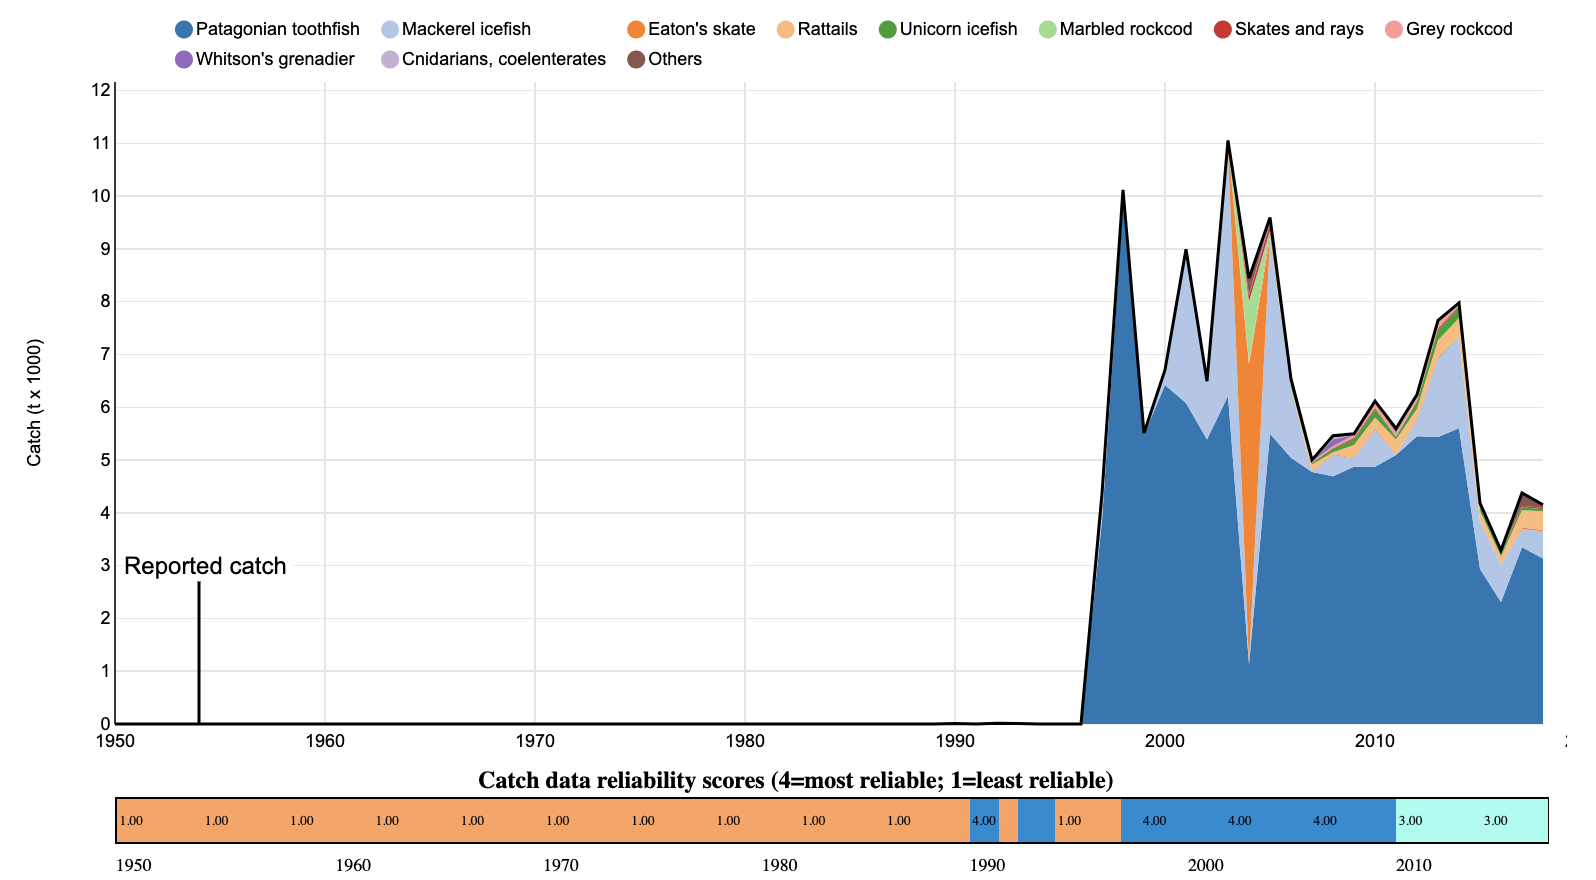 Patagonian toothfish Mackerel icefish Eaton's skate Rattails Unicorn icefish Marbled rockcod Skates and rays Grey rockcod
Whitson's grenadier Cnidarians, coelenterates Others
12
11
10
9
8
7
6
5
4
3
2
1
0
Catch (t x 1000)
Reported catch
1950 1960 1970 1980 1990 2000 2010
Catch data reliability scores (4=most reliable; 1=least reliable)
1.00 1.00 1.00 1.00 1.00 1.00 1.00 1.00 1.00 1.00 4.00 1.00 4.00 4.00 4.00 3.00 3.00
1950 1960 1970 1980 1990 2000 2010